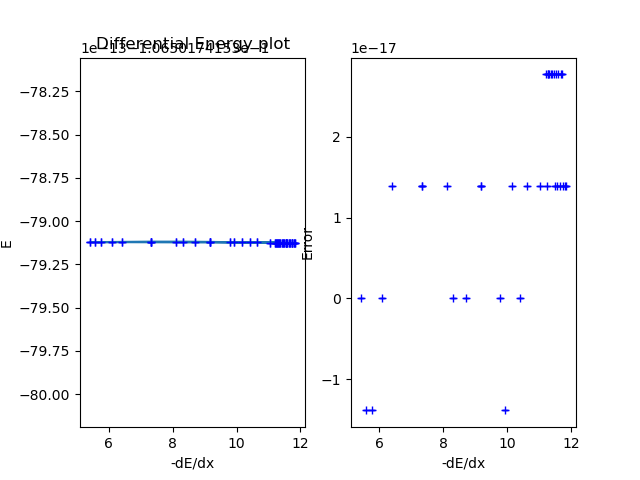 Differential Energy plot
1e−13−1.0650174153e−1
−78.25
−78.50
−78.75
−79.00
−79.25
−79.50
−79.75
−80.00
E
6 8 10 12
-dE/dx
1e−17
2
1
0
−1
Error
6 8 10 12
-dE/dx